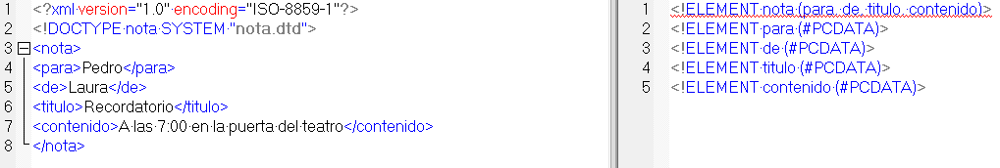 1 <?xml version="1.0" encoding="ISO-8859-1"?>
2 <!DOCTYPE nota SYSTEM "nota.dtd">
3 <nota>
4 <para>Pedro</para>
5 <de>Laura</de>
6 <titulo>Recordatorio</titulo>
7 <contenido>A las 7:00 en la puerta del teatro</contenido>
8 </nota>
1 <!ELEMENT nota (para, de, titulo, contenido)>
2 <!ELEMENT para (#PCDATA)>
3 <!ELEMENT de (#PCDATA)>
4 <!ELEMENT titulo (#PCDATA)>
5 <!ELEMENT contenido (#PCDATA)>